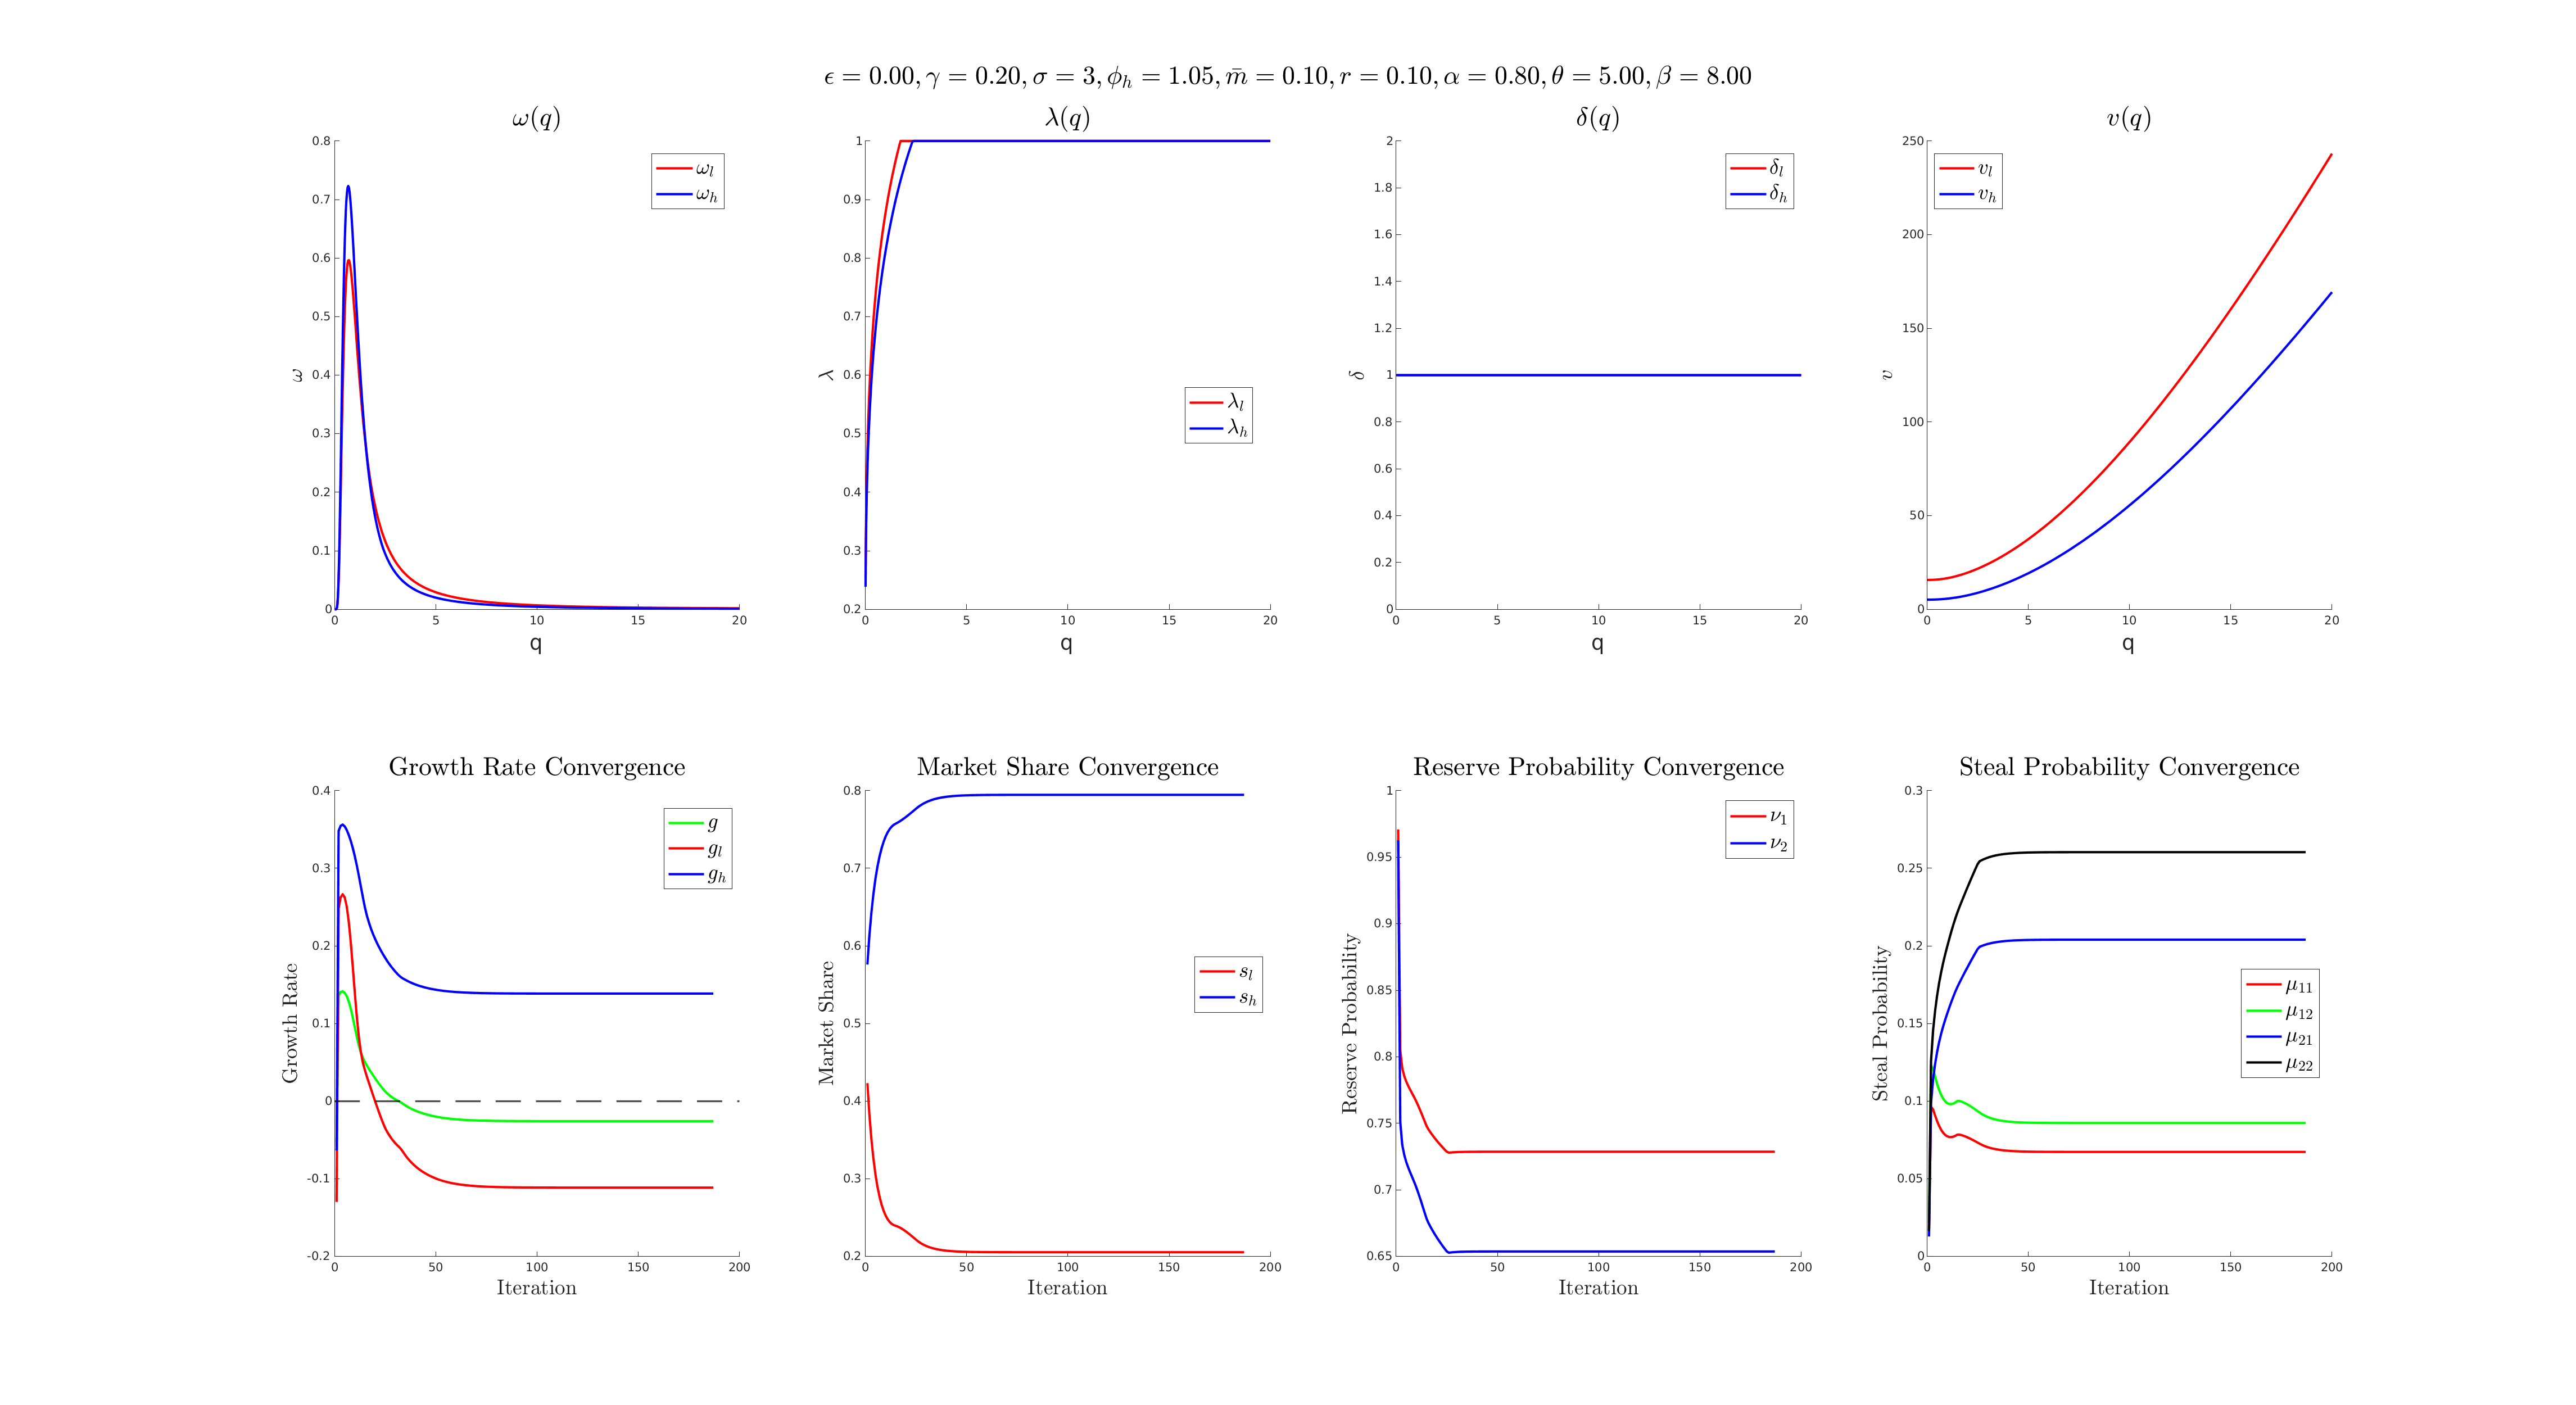 ϵ = 0.00, γ = 0.20, σ = 3, ϕ_h = 1.05, m̄ = 0.10, r = 0.10, α = 0.80, θ = 5.00, β = 8.00
ω(q)
0.8
0.7
0.6
0.5
0.4
0.3
0.2
0.1
0
ω
ω_l
ω_h
0 5 10 15 20
q
λ(q)
1
0.9
0.8
0.7
0.6
0.5
0.4
0.3
0.2
λ
λ_l
λ_h
0 5 10 15 20
q
δ(q)
2
1.8
1.6
1.4
1.2
1
0.8
0.6
0.4
0.2
0
δ
δ_l
δ_h
0 5 10 15 20
q
v(q)
250
200
150
100
50
0
v
v_l
v_h
0 5 10 15 20
q
Growth Rate Convergence
0.4
0.3
0.2
0.1
0
-0.1
-0.2
Growth Rate
g
g_l
g_h
0 50 100 150 200
Iteration
Market Share Convergence
0.8
0.7
0.6
0.5
0.4
0.3
0.2
Market Share
s_l
s_h
0 50 100 150 200
Iteration
Reserve Probability Convergence
1
0.95
0.9
0.85
0.8
0.75
0.7
0.65
Reserve Probability
ν_1
ν_2
0 50 100 150 200
Iteration
Steal Probability Convergence
0.3
0.25
0.2
0.15
0.1
0.05
0
Steal Probability
μ_11
μ_12
μ_21
μ_22
0 50 100 150 200
Iteration